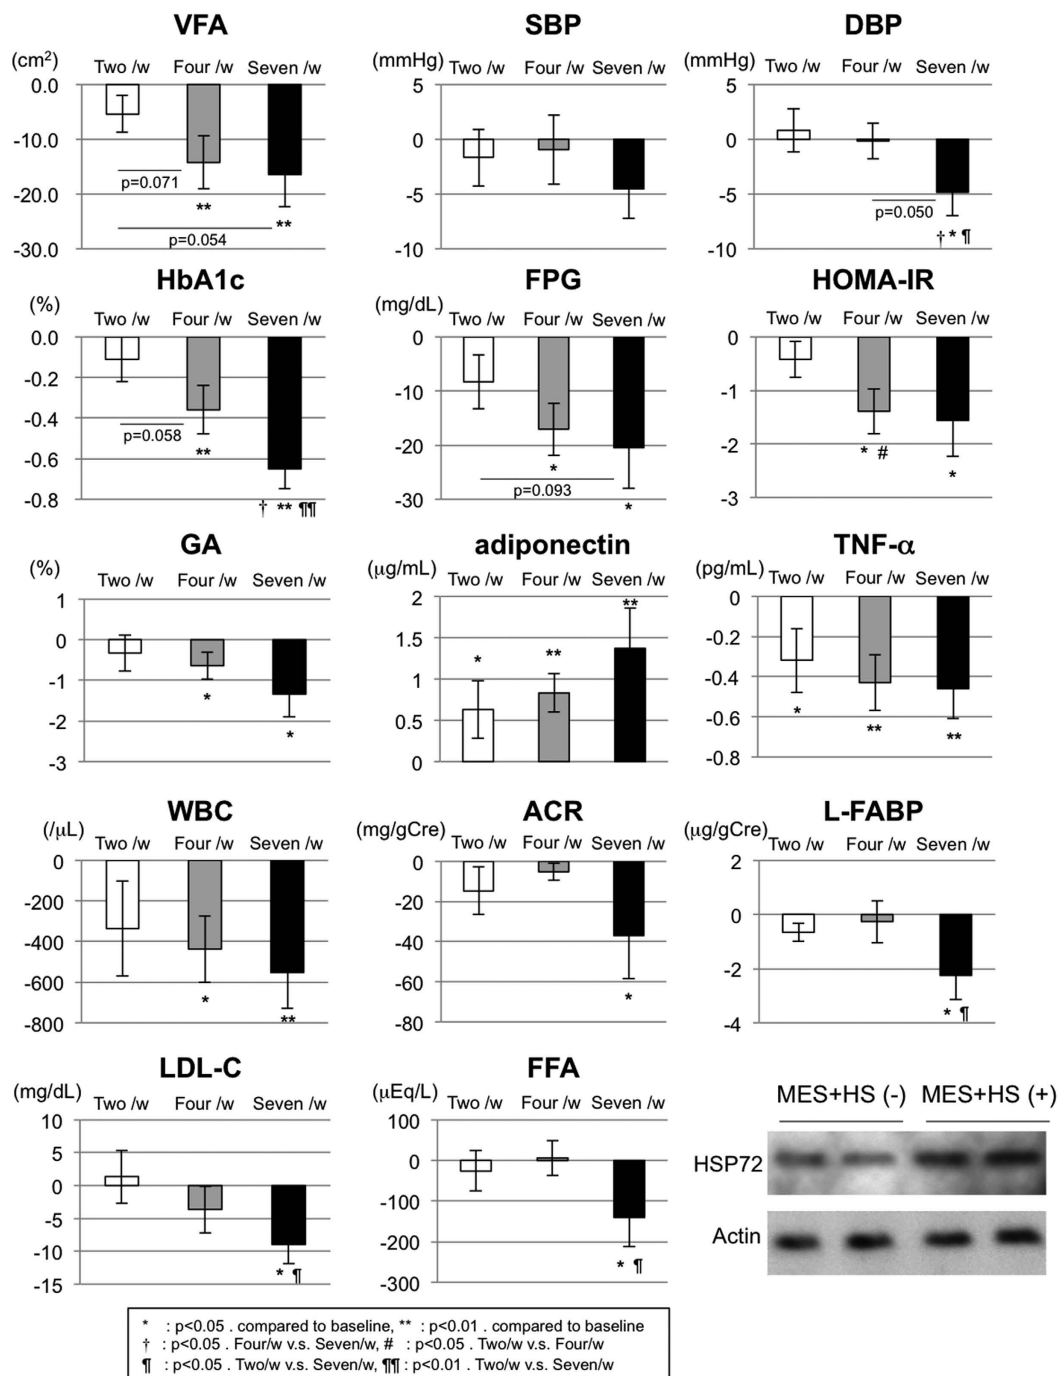 VFA SBP DBP
(cm²) (mmHg) (mmHg)
Two /w Four /w Seven /w Two /w Four /w Seven /w Two /w Four /w Seven /w
0.0 5 5
-10.0 0 0
p=0.071
-20.0 ** -5 -5 p=0.050
** 
p=0.054
-30.0 -10 -10 † * ¶
HbA1c FPG HOMA-IR
(%) (mg/dL)
Two /w Four /w Seven /w Two /w Four /w Seven /w Two /w Four /w Seven /w
0.0 0 0
-0.2 -10 -1
-0.4 -20 -2
p=0.058 ** * * # *
-0.6 p=0.093
-0.8 † ** ¶¶ -30 * -3
GA adiponectin TNF-α
(%) (μg/mL) (pg/mL)
Two /w Four /w Seven /w Two /w Four /w Seven /w Two /w Four /w Seven /w
1 2 ** 0
0 1.5 -0.2
* **
-1 * 1 -0.4
-2 * 0.5 -0.6 * ** **
-3 0 -0.8
WBC ACR L-FABP
(/μL) (mg/gCre) (μg/gCre)
Two /w Four /w Seven /w Two /w Four /w Seven /w Two /w Four /w Seven /w
0 0 2
-200 -20 0
-400 -40 -2
-600 * -60 * * ¶
-800 ** -80 -4
LDL-C FFA
(mg/dL) (μEq/L)
Two /w Four /w Seven /w Two /w Four /w Seven /w MES+HS (-) MES+HS (+)
10 100
5 0 HSP72
0 -100
-5 -200 Actin
-10 * ¶ * ¶
-15 -300
* : p<0.05 . compared to baseline, ** : p<0.01 . compared to baseline
† : p<0.05 . Four/w v.s. Seven/w, # : p<0.05 . Two/w v.s. Four/w
¶ : p<0.05 . Two/w v.s. Seven/w, ¶¶ : p<0.01 . Two/w v.s. Seven/w